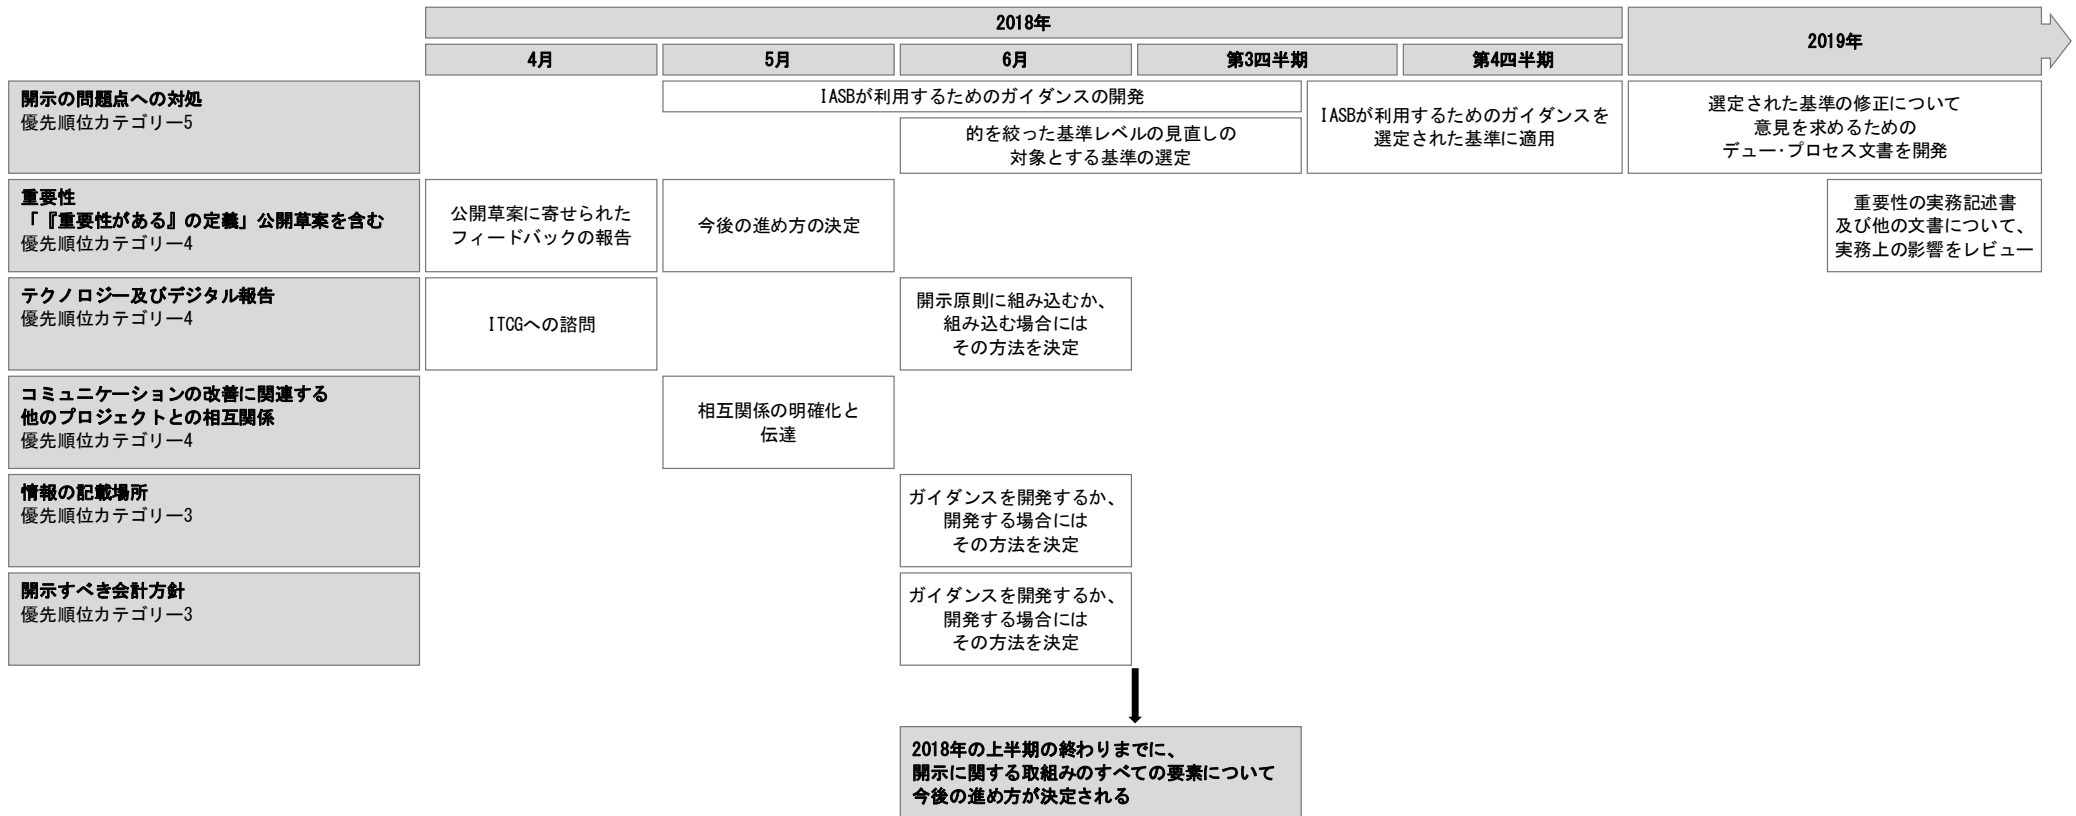 2018年
2019年
4月
5月
6月
第3四半期
第4四半期
開示の問題点への対処
優先順位カテゴリー5
IASBが利用するためのガイダンスの開発
的を絞った基準レベルの見直しの
対象とする基準の選定
IASBが利用するためのガイダンスを
選定された基準に適用
選定された基準の修正について
意見を求めるための
デュー・プロセス文書を開発
重要性
「『重要性がある』の定義」公開草案を含む
優先順位カテゴリー4
公開草案に寄せられた
フィードバックの報告
今後の進め方の決定
重要性の実務記述書
及び他の文書について、
実務上の影響をレビュー
テクノロジー及びデジタル報告
優先順位カテゴリー4
ITCGへの諮問
開示原則に組み込むか、
組み込む場合には
その方法を決定
コミュニケーションの改善に関連する
他のプロジェクトとの相互関係
優先順位カテゴリー4
相互関係の明確化と
伝達
情報の記載場所
優先順位カテゴリー3
ガイダンスを開発するか、
開発する場合には
その方法を決定
開示すべき会計方針
優先順位カテゴリー3
ガイダンスを開発するか、
開発する場合には
その方法を決定
2018年の上半期の終わりまでに、
開示に関する取組みのすべての要素について
今後の進め方が決定される